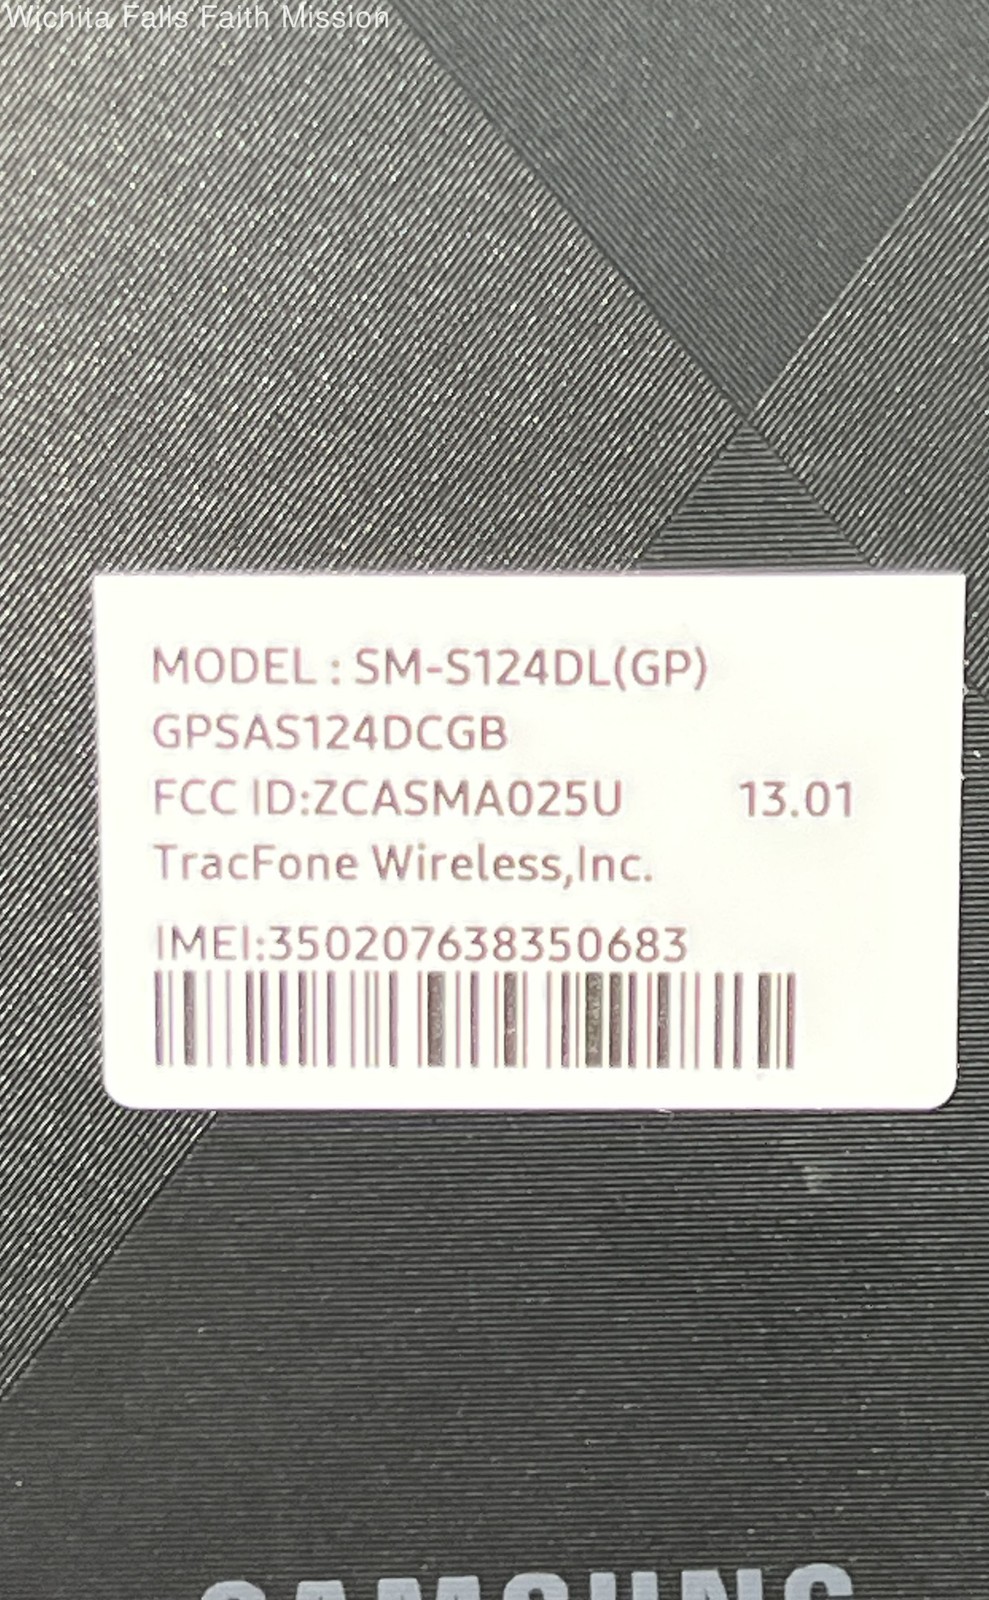 Wichita Falls Faith Mission
MODEL : SM-S124DL(GP)
GPSAS124DCGB
FCC ID:ZCASMA025U 13.01
TracFone Wireless,Inc.
IMEI:350207638350683
SAMSUNG